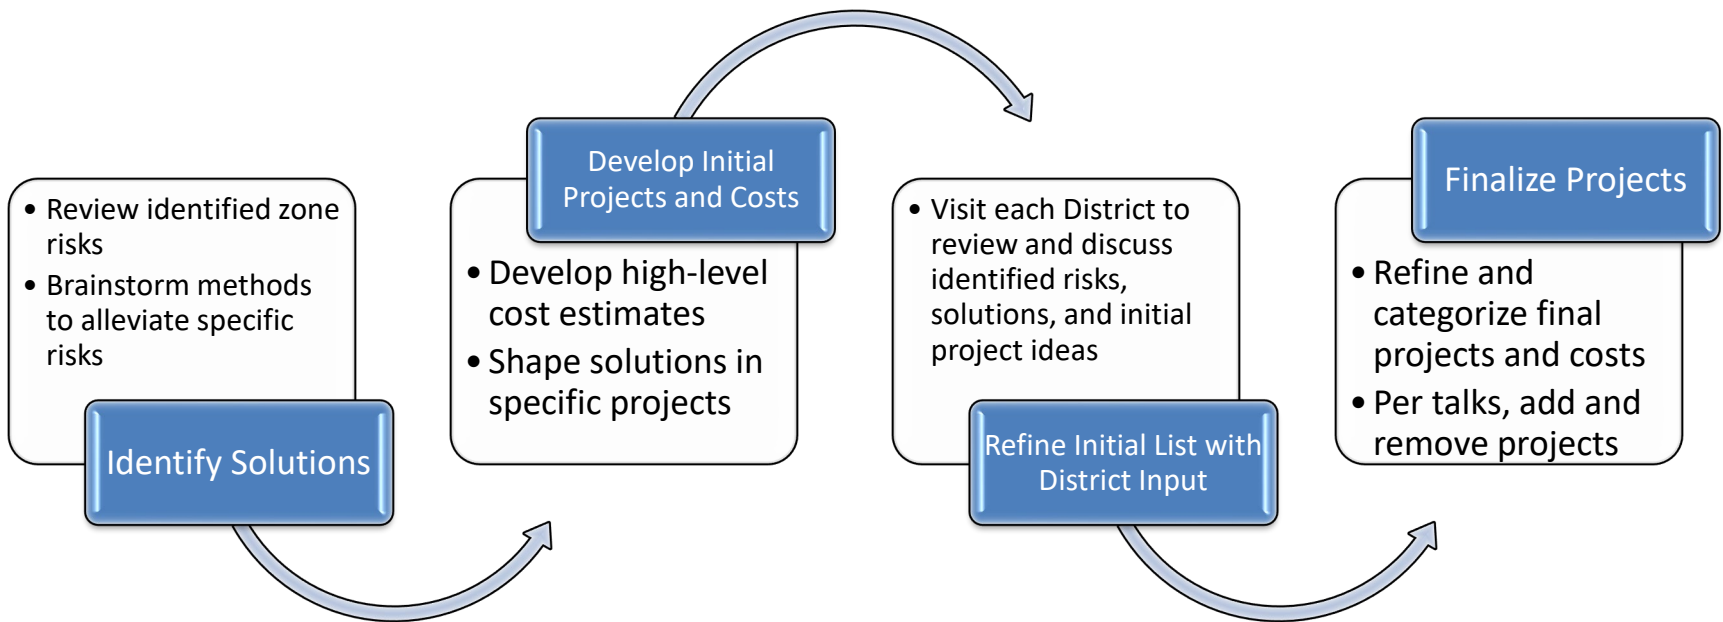 • Review identified zone
risks
• Brainstorm methods
to alleviate specific
risks
Identify Solutions
Develop Initial
Projects and Costs
• Develop high-level
cost estimates
• Shape solutions in
specific projects
• Visit each District to
review and discuss
identified risks,
solutions, and initial
project ideas
Refine Initial List with
District Input
Finalize Projects
• Refine and
categorize final
projects and costs
• Per talks, add and
remove projects